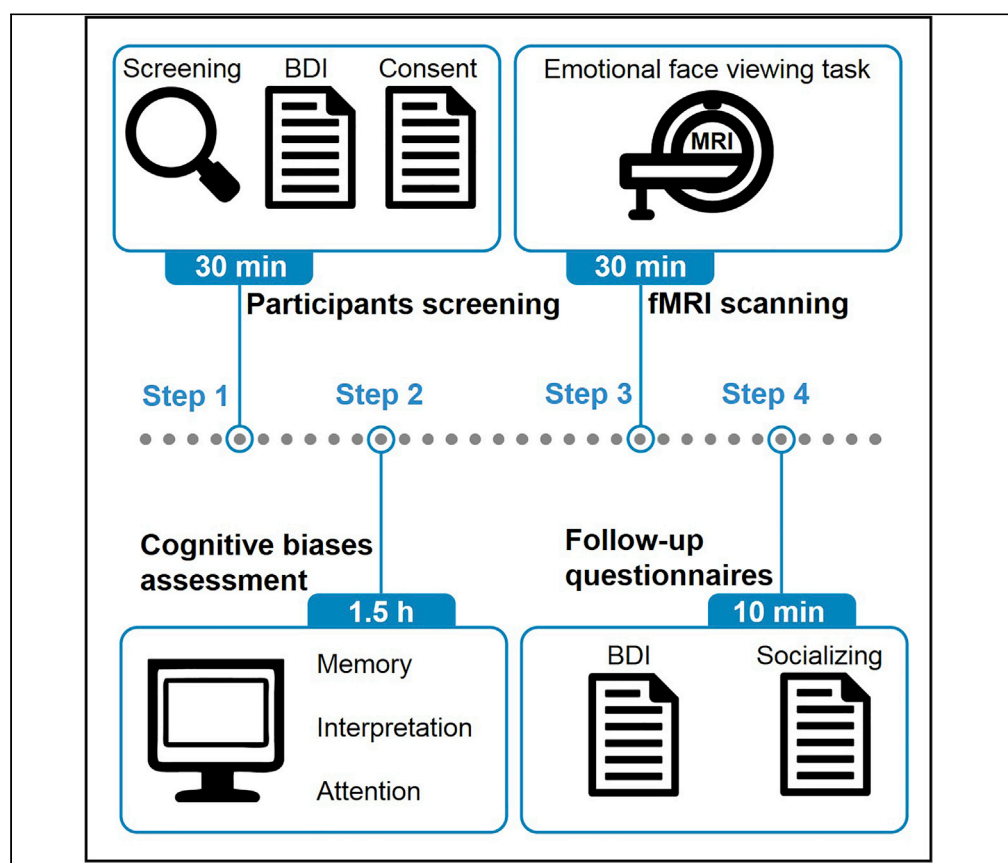 Screening BDI Consent
30 min
Participants screening
Emotional face viewing task
MRI
30 min
fMRI scanning
Step 1 Step 2 Step 3 Step 4
Cognitive biases
assessment
1.5 h
Memory
Interpretation
Attention
Follow-up
questionnaires
10 min
BDI Socializing